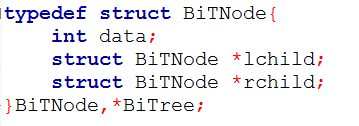 typedef struct BiTNode{
    int data;
    struct BiTNode *lchild;
    struct BiTNode *rchild;
}BiTNode,*BiTree;